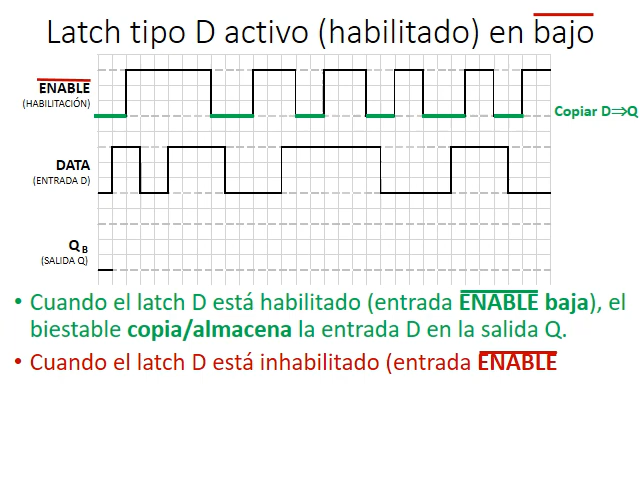 Latch tipo D activo (habilitado) en bajo
ENABLE
(HABILITACIÓN)
Copiar D⇒Q
DATA
(ENTRADA D)
Q B
(SALIDA Q)
• Cuando el latch D está habilitado (entrada ENABLE baja), el
biestable copia/almacena la entrada D en la salida Q.
• Cuando el latch D está inhabilitado (entrada ENABLE